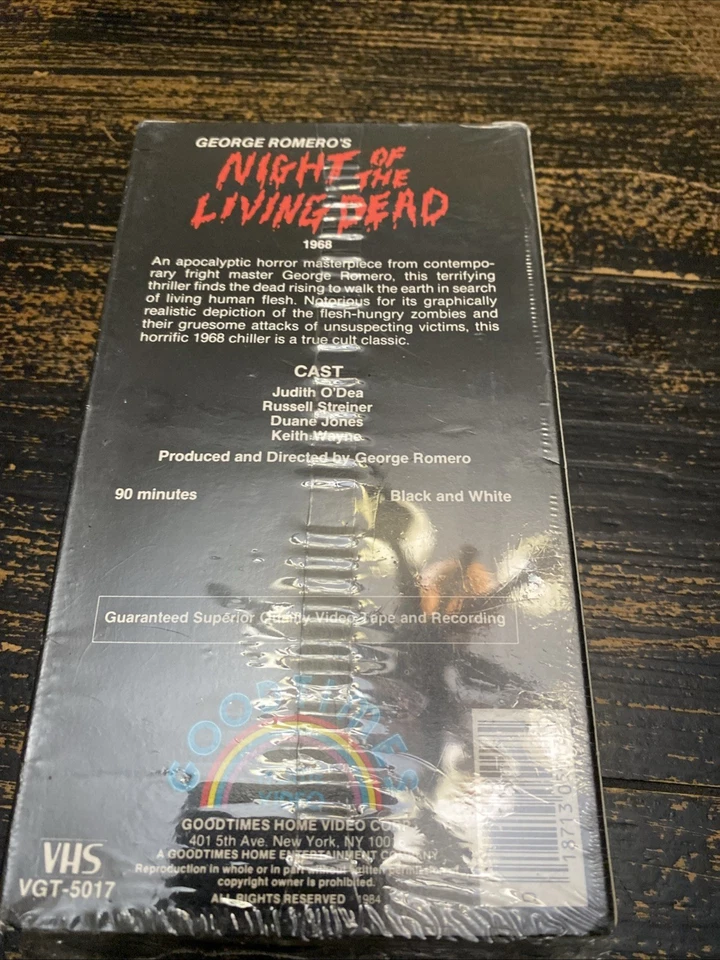 GEORGE ROMERO'S
NIGHT OF THE
LIVING DEAD
1968
An apocalyptic horror masterpiece from contempo-
rary fright master George Romero, this terrifying
thriller finds the dead rising to walk the earth in search
of living human flesh. Notorious for its graphically
realistic depiction of the flesh-hungry zombies and
their gruesome attacks of unsuspecting victims, this
horrific 1968 chiller is a true cult classic.
CAST
Judith O'Dea
Russell Streiner
Duane Jones
Keith Wayne
Produced and Directed by George Romero
90 minutes Black and White
Guaranteed Superior Quality Video Tape and Recording
GOODTIMES
VIDEO
GOODTIMES HOME VIDEO
401 5th Ave. New York, NY
A GOODTIMES HOME ENTERTAINMENT COMPANY
Reproduction in whole or in part without written permission of
copyright owner is prohibited.
ALL RIGHTS RESERVED 1984
VHS
VGT-5017